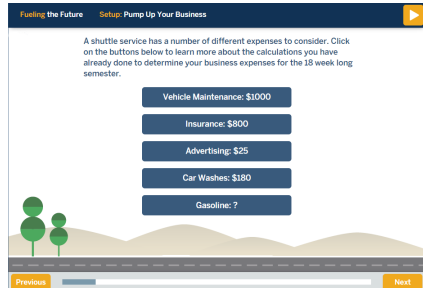 Fueling the Future Setup: Pump Up Your Business
A shuttle service has a number of different expenses to consider. Click
on the buttons below to learn more about the calculations you have
already done to determine your business expenses for the 18 week long
semester.
Vehicle Maintenance: $1000
Insurance: $800
Advertising: $25
Car Washes: $180
Gasoline: ?
Previous Next